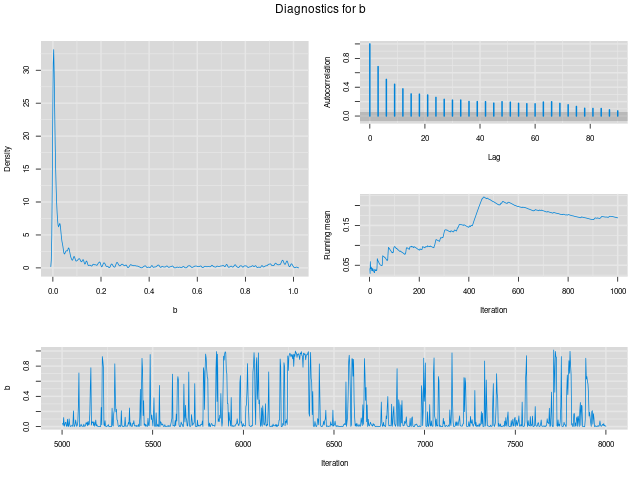 Diagnostics for b
Density
0 5 10 15 20 25 30
0.0 0.2 0.4 0.6 0.8 1.0
b
Autocorrelation
0.0 0.4 0.8
0 20 40 60 80
Lag
Running mean
0.05 0.15
0 200 400 600 800 1000
Iteration
b
0.0 0.4 0.8
5000 5500 6000 6500 7000 7500 8000
Iteration